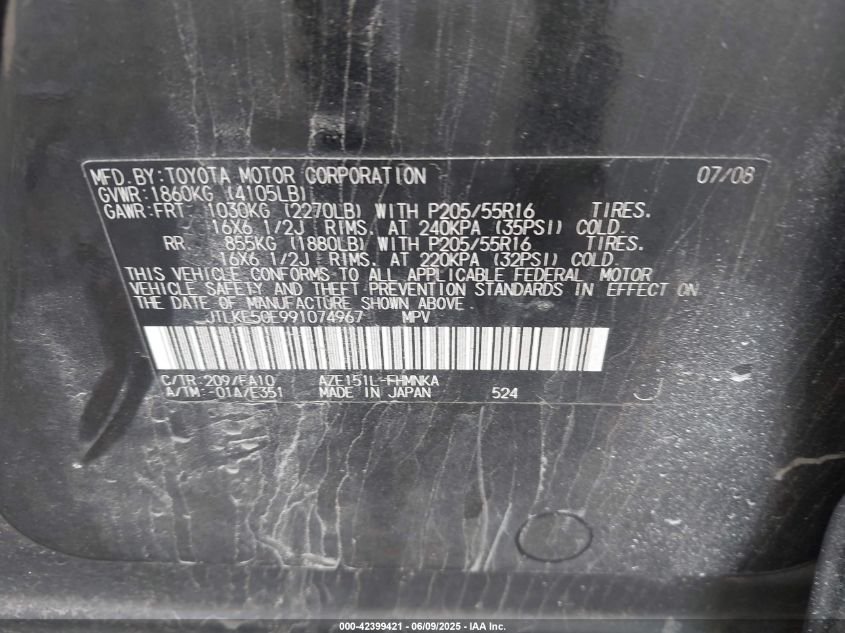 MFD. BY: TOYOTA MOTOR CORPORATION 07/08
GVWR: 1860KG (4105LB)
GAWR: FRT 1030KG (2270LB) WITH P205/55R16 TIRES.
16X6 1/2J RIMS. AT 240KPA (35PSI) COLD.
RR 855KG (1880LB) WITH P205/55R16 TIRES.
16X6 1/2J RIMS. AT 220KPA (32PSI) COLD.
THIS VEHICLE CONFORMS TO ALL APPLICABLE FEDERAL MOTOR
VEHICLE SAFETY AND THEFT PREVENTION STANDARDS IN EFFECT ON
THE DATE OF MANUFACTURE SHOWN ABOVE.
JTLKE50E991074967 MPV
C/TR: 209/FA10 AZE151L-FHMNKA
A/TM: -01A/E351 MADE IN JAPAN 524
000-42399421 - 06/09/2025 - IAA Inc.